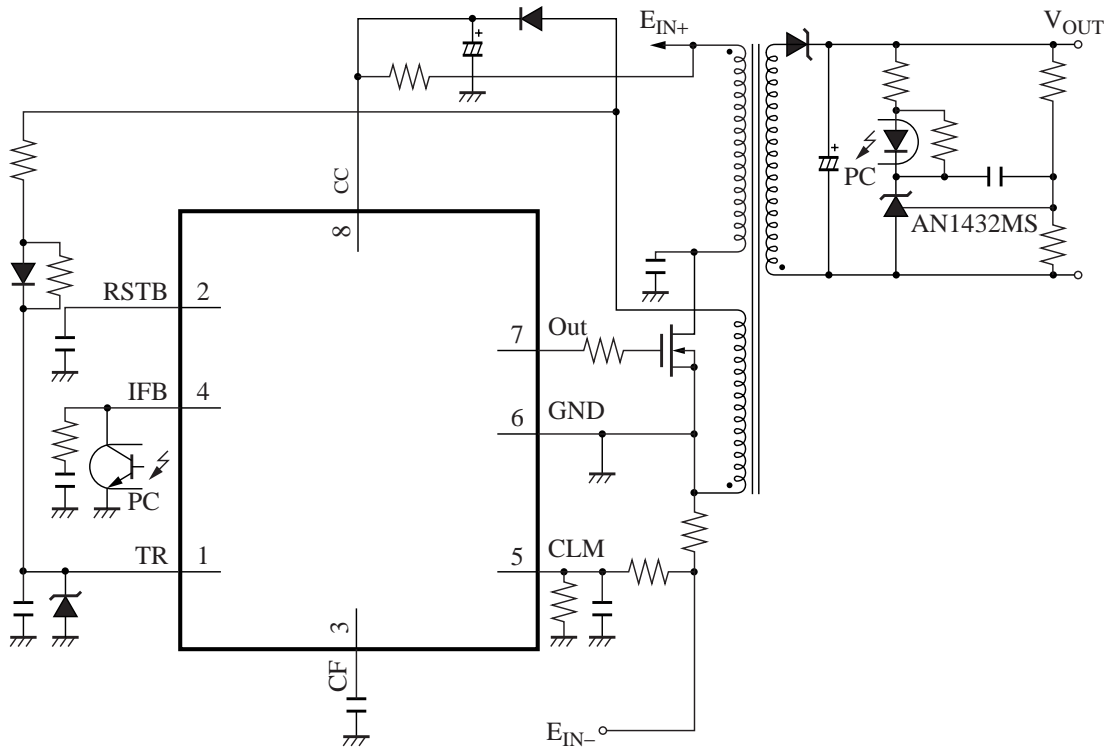 E_IN+
V_OUT
CC
8
PC
AN1432MS
RSTB 2
7 Out
IFB 4
6 GND
PC
TR 1
5 CLM
3
CF
E_IN−
+
+